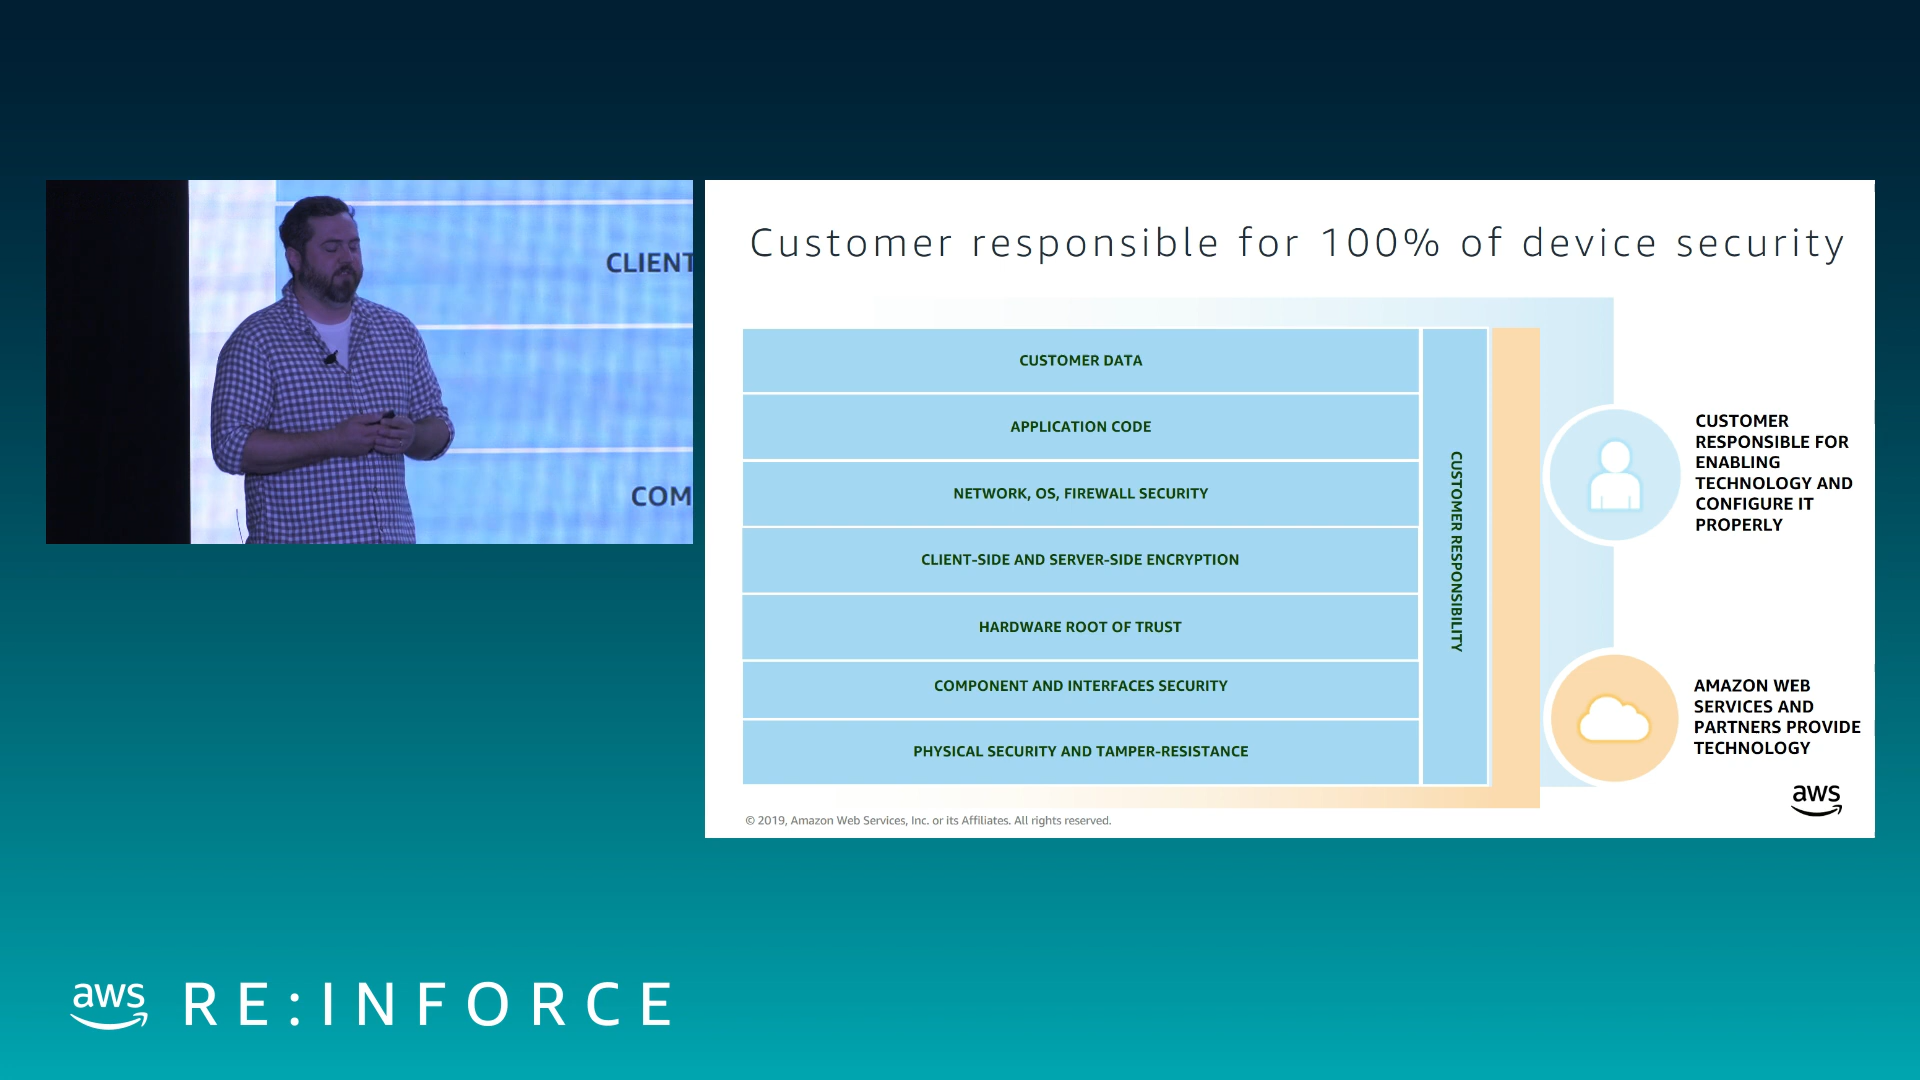 CLIENT
COM
Customer responsible for 100% of device security
CUSTOMER DATA
APPLICATION CODE
NETWORK, OS, FIREWALL SECURITY
CLIENT-SIDE AND SERVER-SIDE ENCRYPTION
HARDWARE ROOT OF TRUST
COMPONENT AND INTERFACES SECURITY
PHYSICAL SECURITY AND TAMPER-RESISTANCE
CUSTOMER RESPONSIBILITY
CUSTOMER
RESPONSIBLE FOR
ENABLING
TECHNOLOGY AND
CONFIGURE IT
PROPERLY
AMAZON WEB
SERVICES AND
PARTNERS PROVIDE
TECHNOLOGY
aws
© 2019, Amazon Web Services, Inc. or its Affiliates. All rights reserved.
aws RE:INFORCE